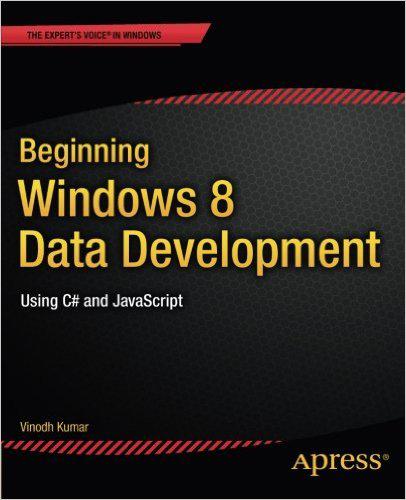 THE EXPERT'S VOICE® IN WINDOWS
Beginning
Windows 8
Data Development
Using C# and JavaScript
Vinodh Kumar
Apress®